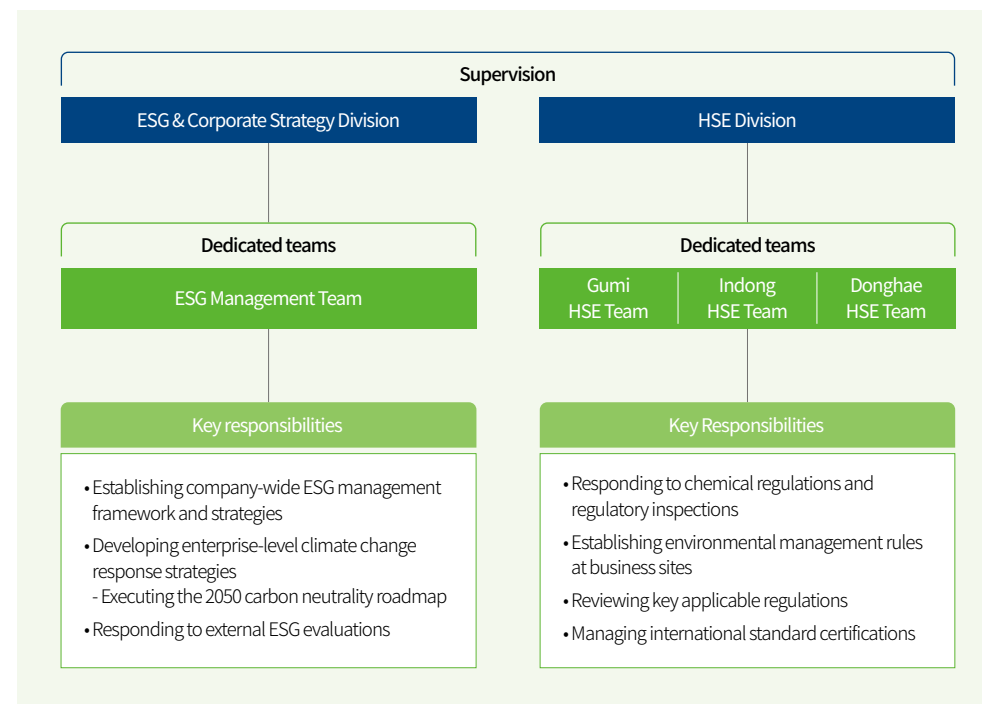 Supervision
ESG & Corporate Strategy Division
HSE Division
Dedicated teams
ESG Management Team
Dedicated teams
Gumi
HSE Team
Indong
HSE Team
Donghae
HSE Team
Key responsibilities
• Establishing company-wide ESG management
framework and strategies
• Developing enterprise-level climate change
response strategies
- Executing the 2050 carbon neutrality roadmap
• Responding to external ESG evaluations
Key Responsibilities
• Responding to chemical regulations and
regulatory inspections
• Establishing environmental management rules
at business sites
• Reviewing key applicable regulations
• Managing international standard certifications